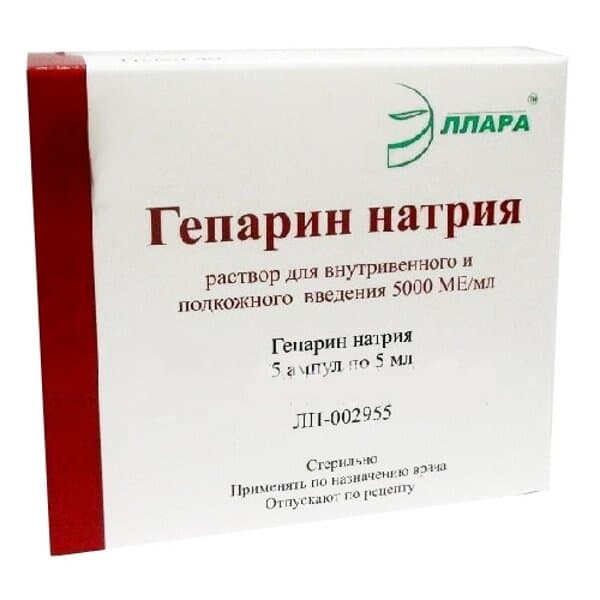 ЭЛЛАРА™
Гепарин натрия
раствор для внутривенного и
подкожного введения 5000 МЕ/мл
Гепарин натрия
5 ампул по 5 мл
ЛП-002955
Стерильно
Применять по назначению врача
Отпускают по рецепту